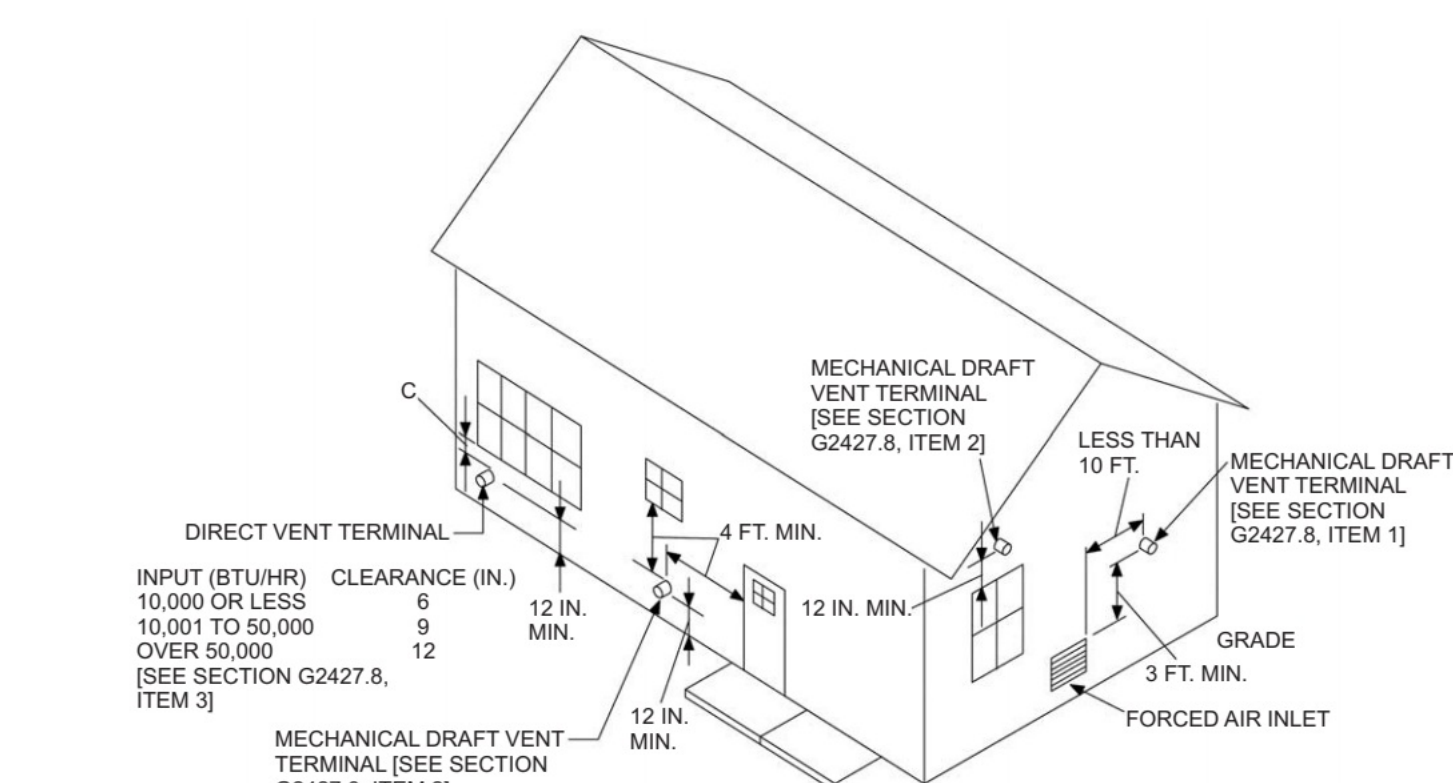 MECHANICAL DRAFT
VENT TERMINAL
[SEE SECTION
G2427.8, ITEM 2]
LESS THAN
10 FT.
MECHANICAL DRAFT
VENT TERMINAL
[SEE SECTION
G2427.8, ITEM 1]
C
DIRECT VENT TERMINAL
4 FT. MIN.
INPUT (BTU/HR) CLEARANCE (IN.)
10,000 OR LESS 6
10,001 TO 50,000 9
OVER 50,000 12
[SEE SECTION G2427.8,
ITEM 3]
12 IN.
MIN.
12 IN. MIN.
GRADE
3 FT. MIN.
FORCED AIR INLET
12 IN.
MIN.
MECHANICAL DRAFT VENT
TERMINAL [SEE SECTION